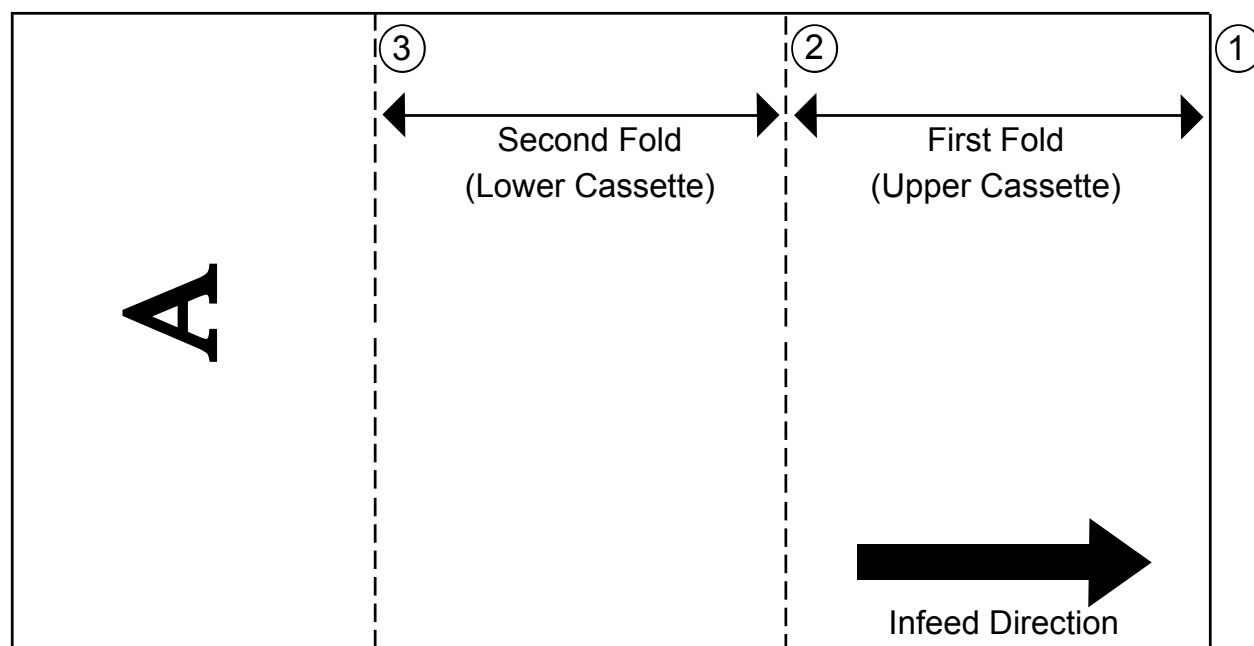 ③ ② ①
Second Fold
(Lower Cassette)
First Fold
(Upper Cassette)
A
Infeed Direction